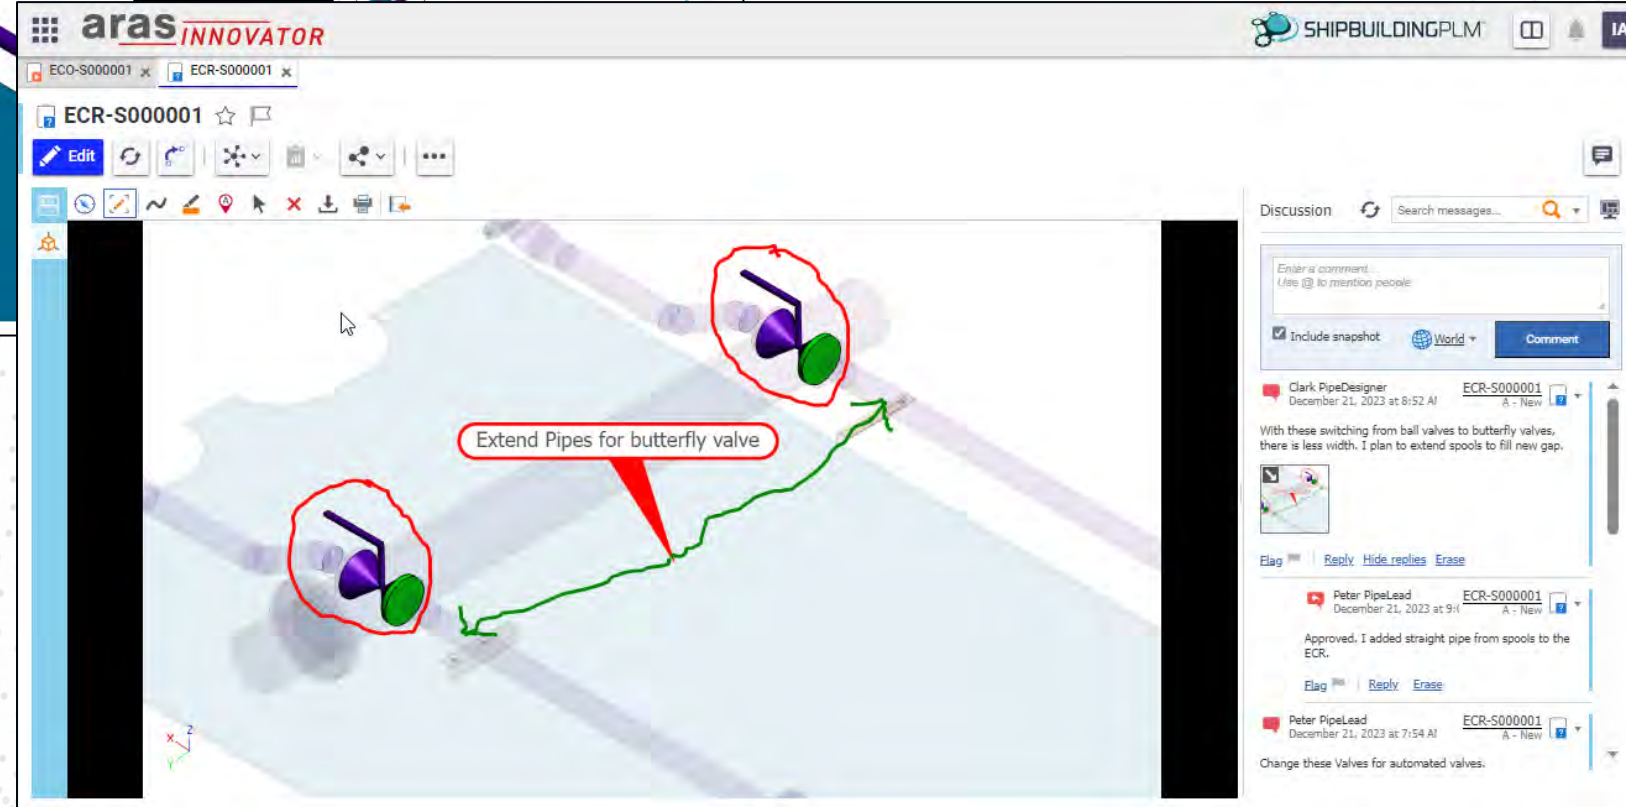 aras INNOVATOR
SHIPBUILDINGPLM
IA
ECO-S000001
ECR-S000001
ECR-S000001
Edit
Discussion
Search messages...
Enter a comment...
Use @ to mention people
Include snapshot
World
Comment
Clark PipeDesigner
ECR-S000001
December 21, 2023 at 8:52 AM
A - New
With these switching from ball valves to butterfly valves,
there is less width. I plan to extend spools to fill new gap.
Flag
Reply Hide replies Erase
Peter PipeLead
ECR-S000001
December 21, 2023 at 9:(
A - New
Approved. I added straight pipe from spools to the
ECR.
Flag
Reply Erase
Peter PipeLead
ECR-S000001
December 21, 2023 at 7:54 AM
A - New
Change these Valves for automated valves.
Extend Pipes for butterfly valve
X
Z
Y